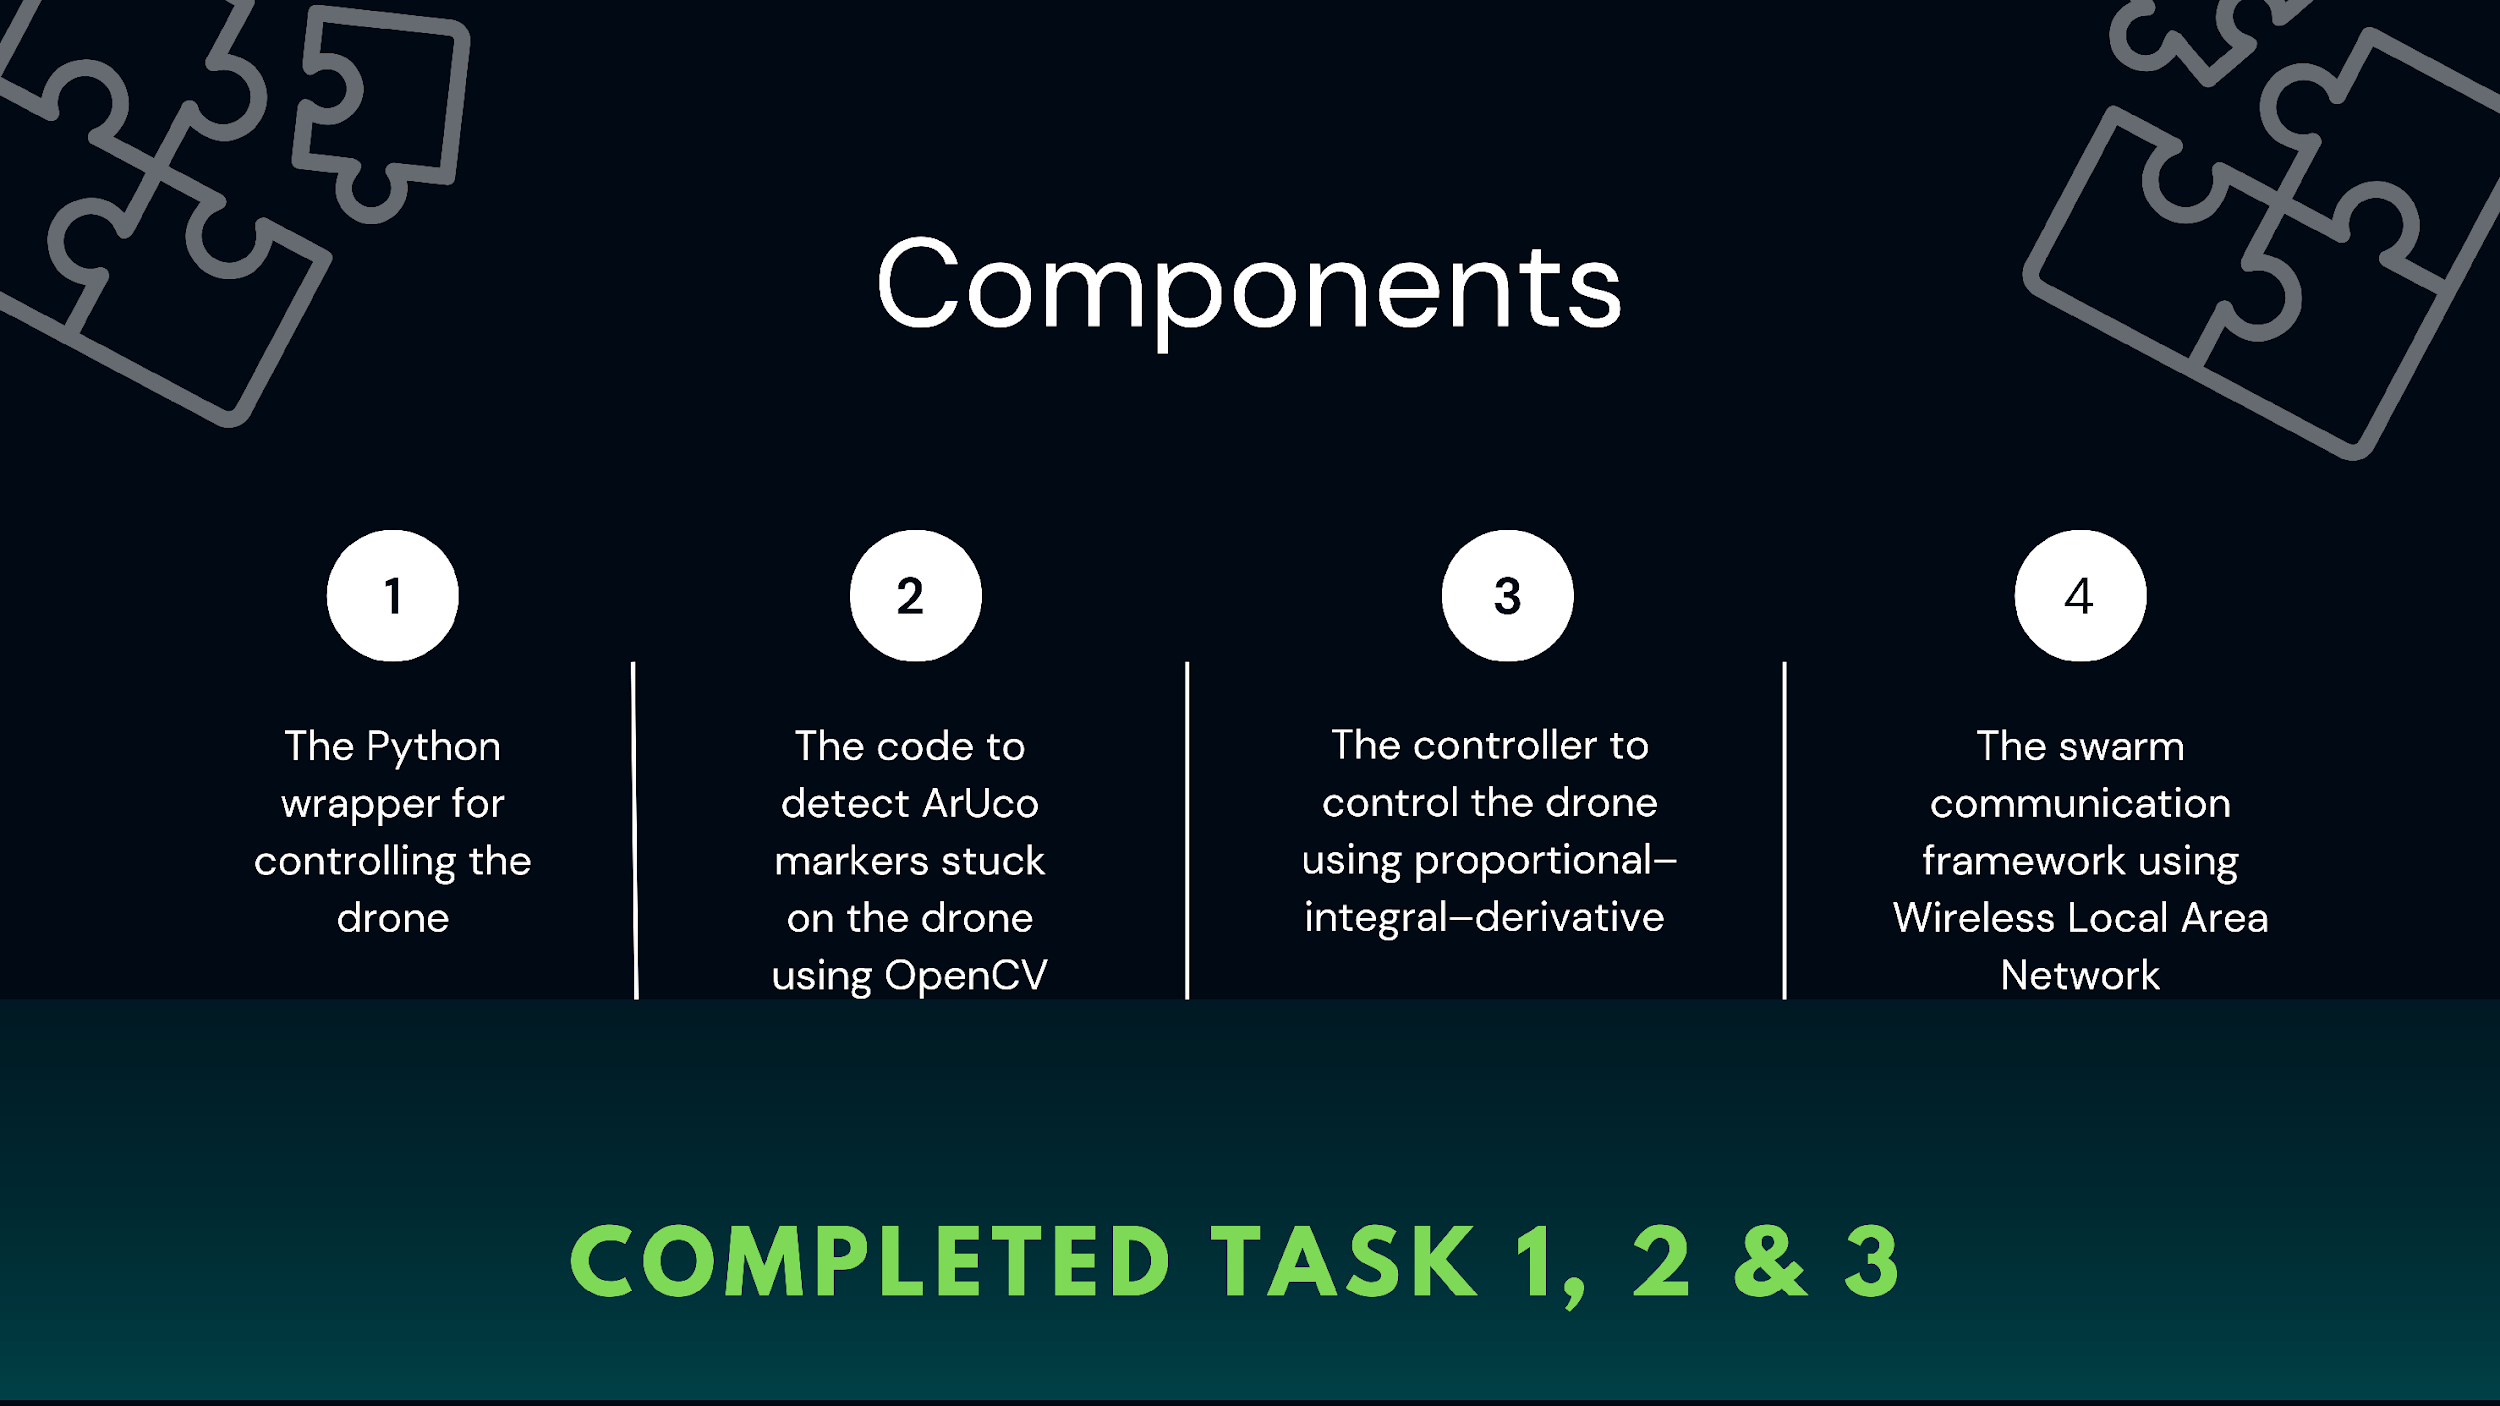 Components
1
The Python
wrapper for
controlling the
drone
2
The code to
detect ArUco
markers stuck
on the drone
using OpenCV
3
The controller to
control the drone
using proportional–
integral–derivative
4
The swarm
communication
framework using
Wireless Local Area
Network
COMPLETED TASK 1, 2 & 3